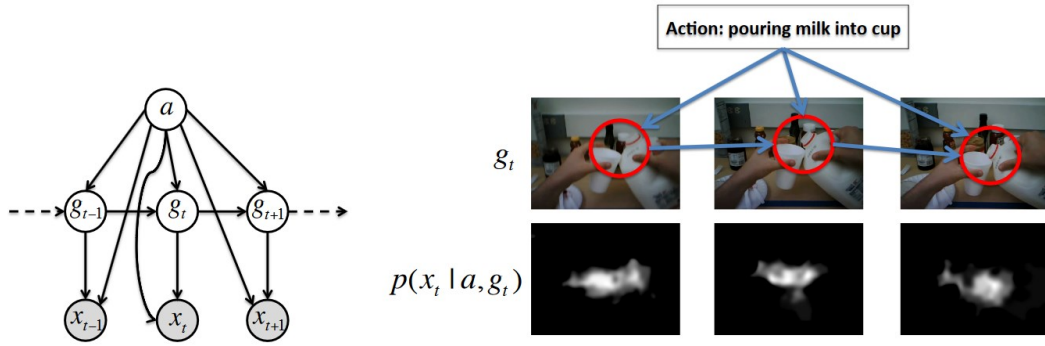 Action: pouring milk into cup
a
g_{t-1} g_t g_{t+1}
x_{t-1} x_t x_{t+1}
g_t
p(x_t | a, g_t)